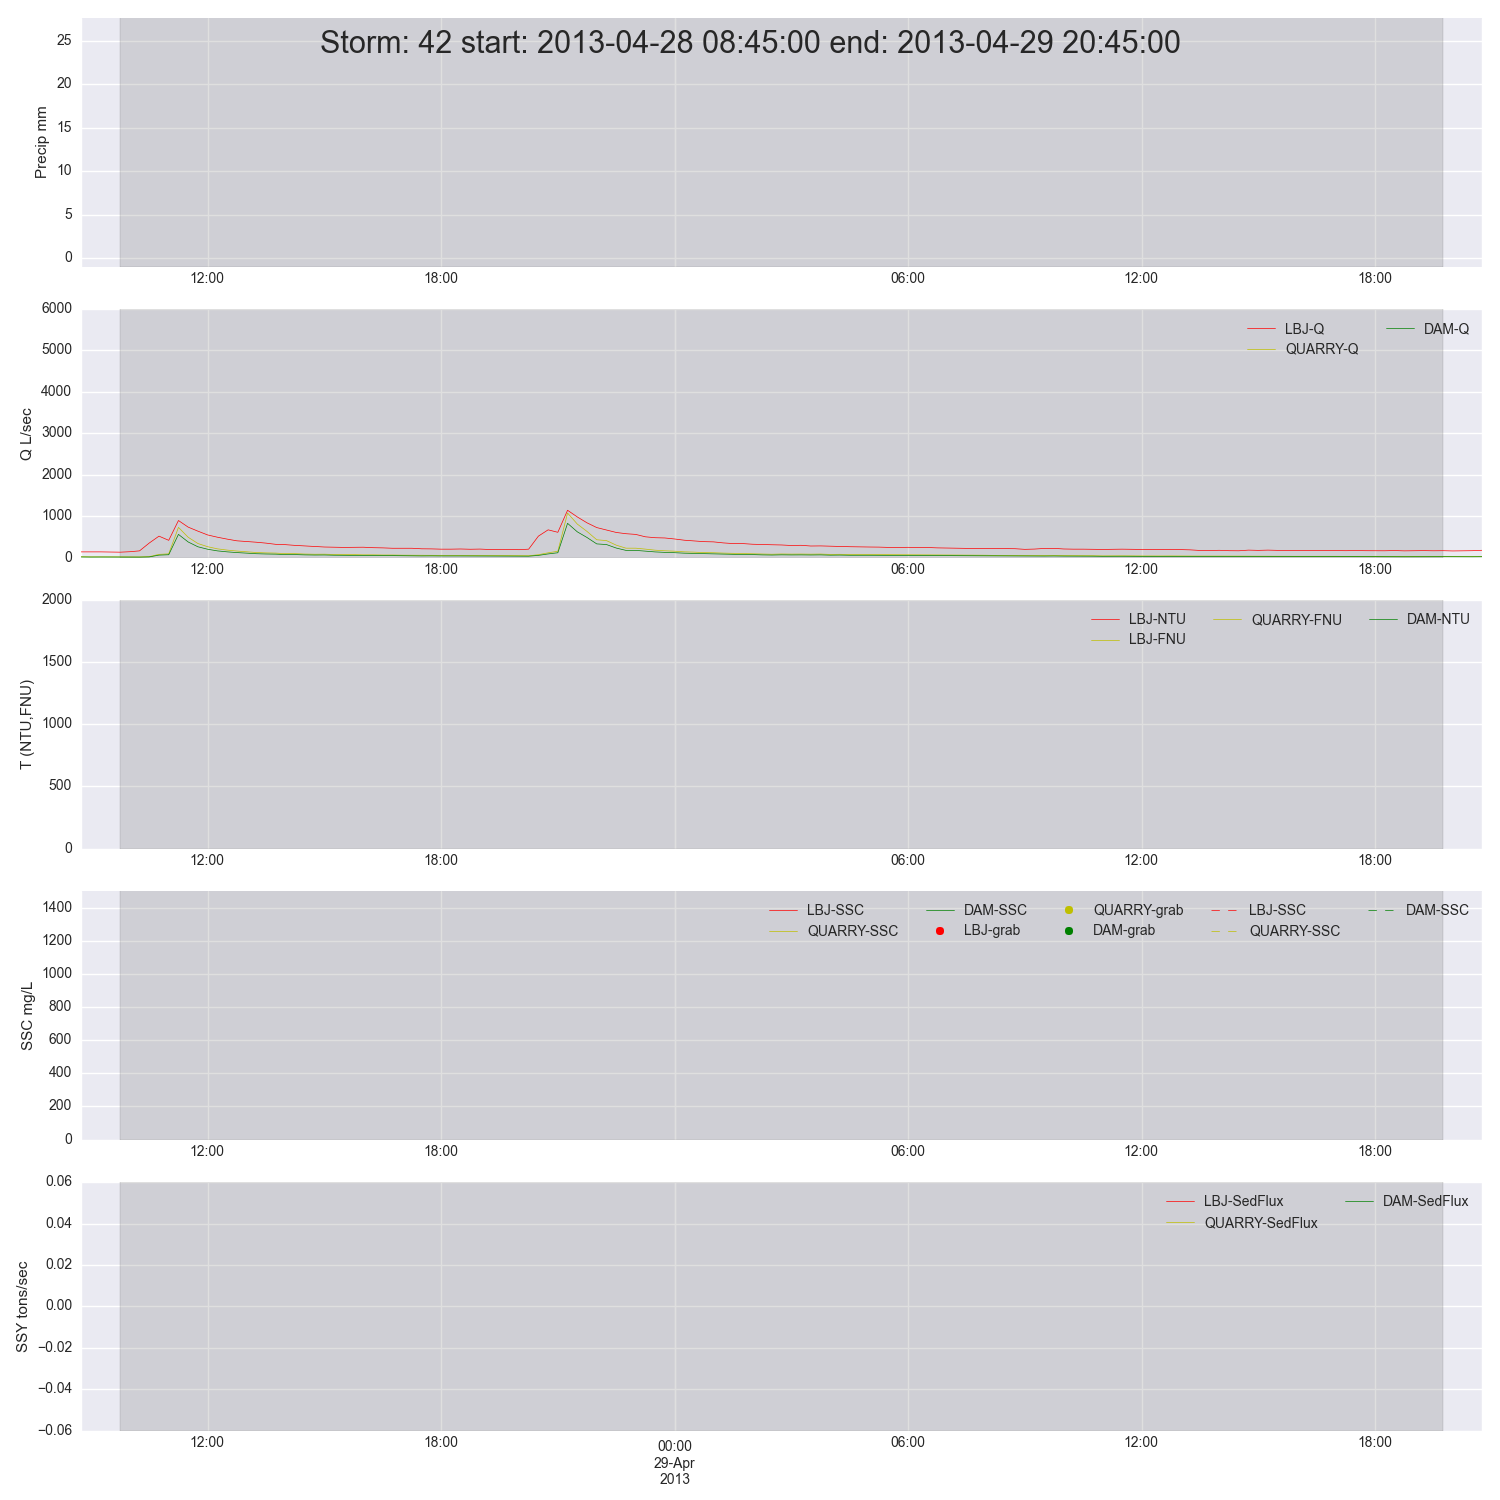 Storm: 42 start: 2013-04-28 08:45:00 end: 2013-04-29 20:45:00
Precip mm
25
20
15
10
5
0
12:00 18:00 06:00 12:00 18:00
Q L/sec
6000
5000
4000
3000
2000
1000
0
LBJ-Q DAM-Q
QUARRY-Q
12:00 18:00 06:00 12:00 18:00
T (NTU,FNU)
2000
1500
1000
500
0
LBJ-NTU QUARRY-FNU DAM-NTU
LBJ-FNU
12:00 18:00 06:00 12:00 18:00
SSC mg/L
1400
1200
1000
800
600
400
200
0
LBJ-SSC DAM-SSC QUARRY-grab LBJ-SSC DAM-SSC
QUARRY-SSC LBJ-grab DAM-grab QUARRY-SSC
12:00 18:00 06:00 12:00 18:00
SSY tons/sec
0.06
0.04
0.02
0.00
−0.02
−0.04
−0.06
LBJ-SedFlux DAM-SedFlux
QUARRY-SedFlux
12:00 18:00 00:00 06:00 12:00 18:00
29-Apr
2013